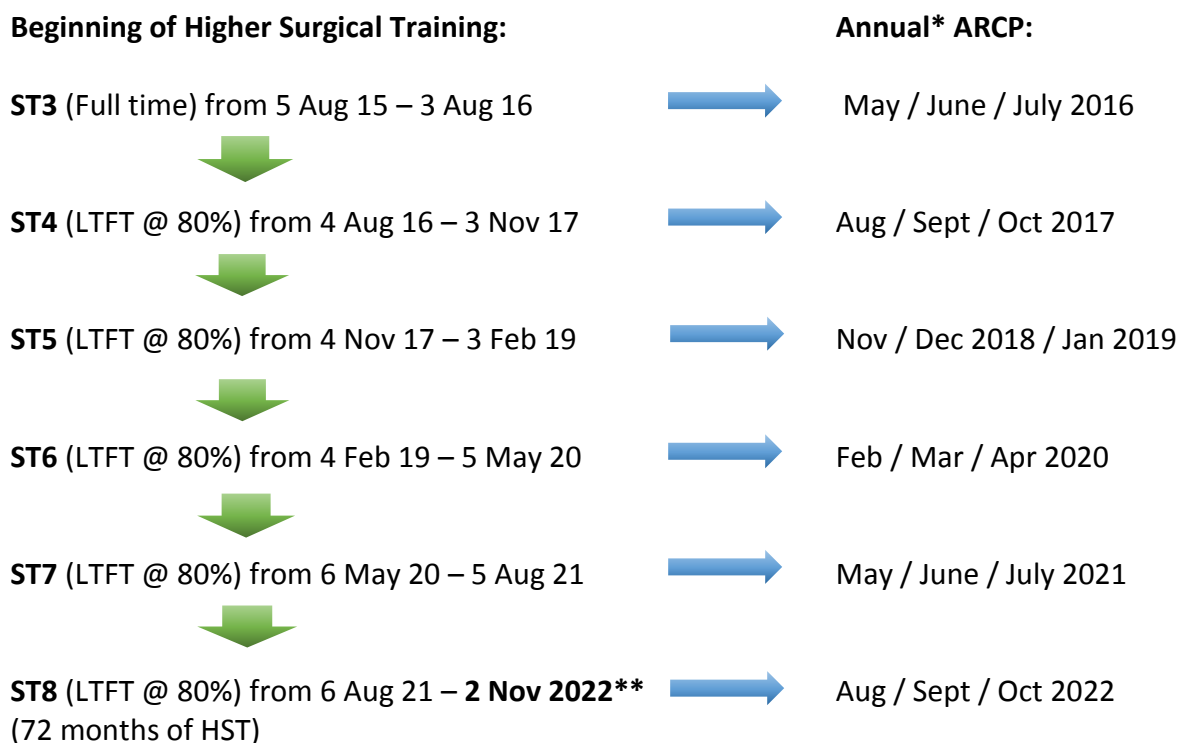 Beginning of Higher Surgical Training: Annual* ARCP:
ST3 (Full time) from 5 Aug 15 – 3 Aug 16 May / June / July 2016
ST4 (LTFT @ 80%) from 4 Aug 16 – 3 Nov 17 Aug / Sept / Oct 2017
ST5 (LTFT @ 80%) from 4 Nov 17 – 3 Feb 19 Nov / Dec 2018 / Jan 2019
ST6 (LTFT @ 80%) from 4 Feb 19 – 5 May 20 Feb / Mar / Apr 2020
ST7 (LTFT @ 80%) from 6 May 20 – 5 Aug 21 May / June / July 2021
ST8 (LTFT @ 80%) from 6 Aug 21 – 2 Nov 2022** Aug / Sept / Oct 2022
(72 months of HST)